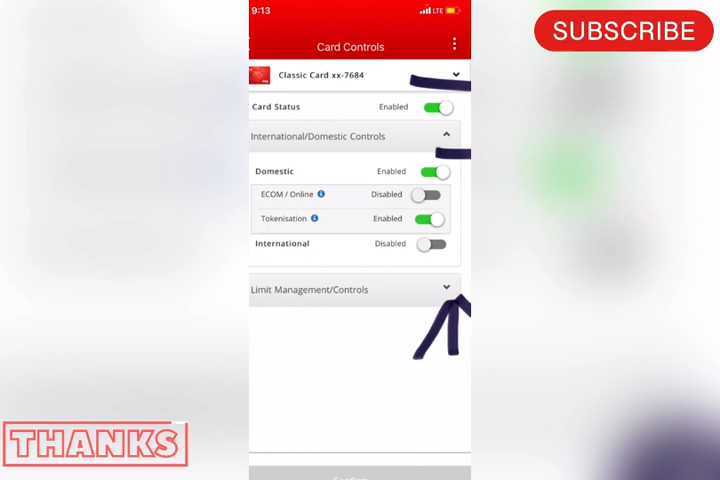 9:13
LTE
SUBSCRIBE
Card Controls
Classic Card xx-7684
Card Status Enabled
International/Domestic Controls
Domestic Enabled
ECOM / Online Disabled
Tokenisation Enabled
International Disabled
Limit Management/Controls
THANKS